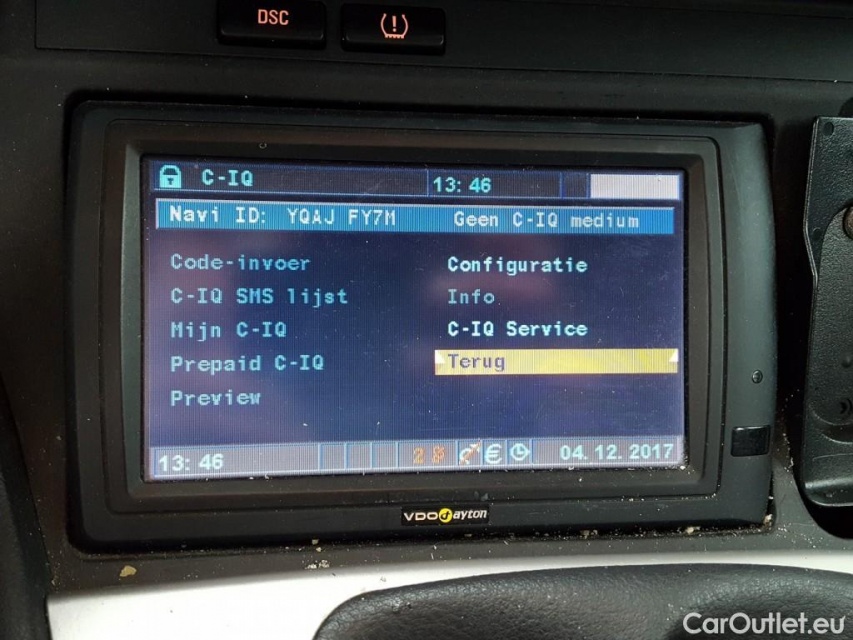 DSC
C-IQ 13:46
Navi ID: YQAJ FY7M Geen C-IQ medium
Code-invoer Configuratie
C-IQ SMS lijst Info
Mijn C-IQ C-IQ Service
Prepaid C-IQ Terug
Preview
13:46 28 € 04.12.2017
VDO dayton
CarOutlet.eu